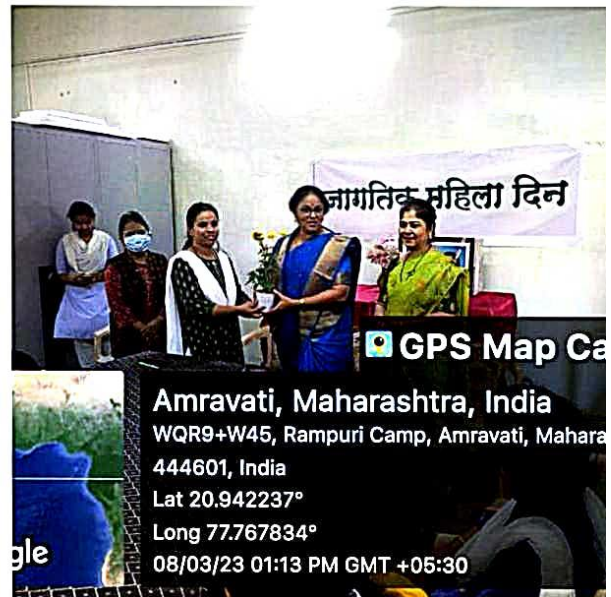 जागतिक महिला दिन
GPS Map Ca
Amravati, Maharashtra, India
WQR9+W45, Rampuri Camp, Amravati, Mahara
444601, India
Lat 20.942237°
Long 77.767834°
08/03/23 01:13 PM GMT +05:30
gle